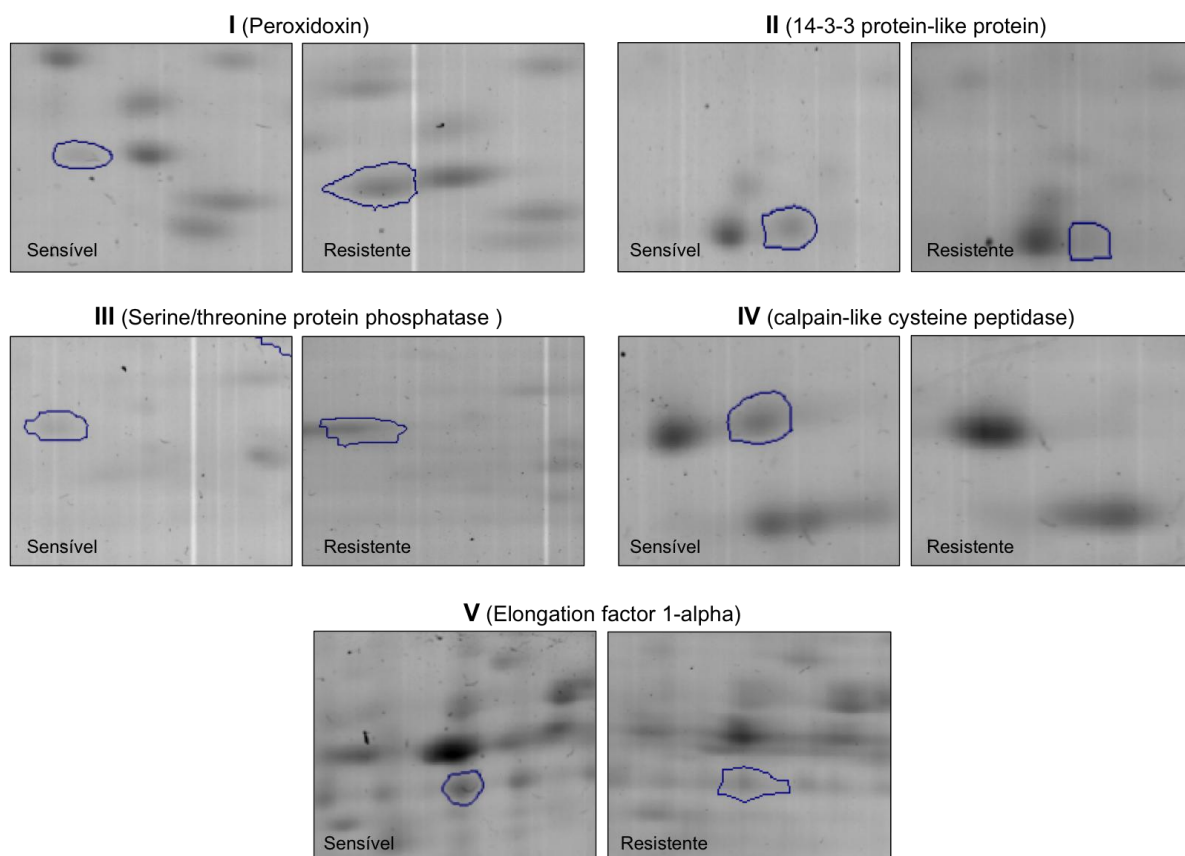 I (Peroxidoxin)
II (14-3-3 protein-like protein)
Sensível
Resistente
Sensível
Resistente
III (Serine/threonine protein phosphatase )
IV (calpain-like cysteine peptidase)
Sensível
Resistente
Sensível
Resistente
V (Elongation factor 1-alpha)
Sensível
Resistente